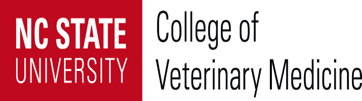 NC STATE
UNIVERSITY
College of
Veterinary Medicine